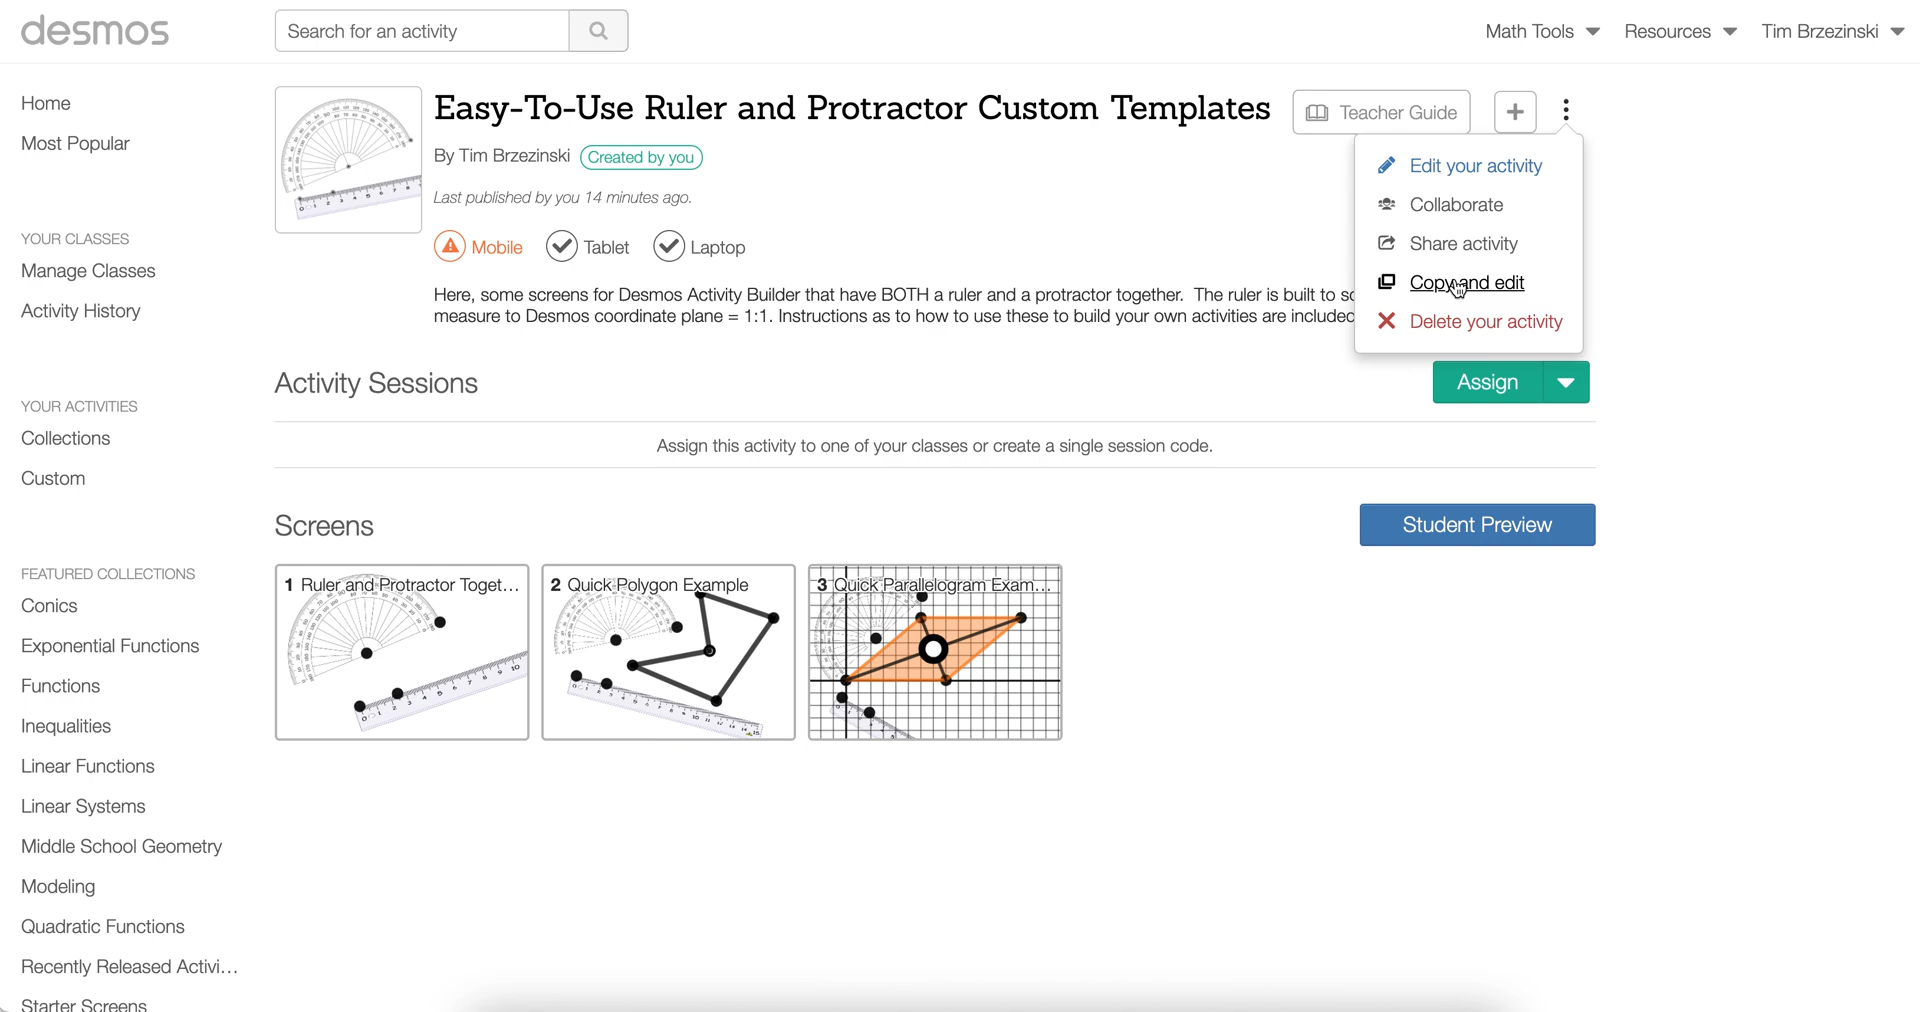 desmos
Search for an activity
Math Tools
Resources
Tim Brzezinski
Home
Most Popular
YOUR CLASSES
Manage Classes
Activity History
YOUR ACTIVITIES
Collections
Custom
FEATURED COLLECTIONS
Conics
Exponential Functions
Functions
Inequalities
Linear Functions
Linear Systems
Middle School Geometry
Modeling
Quadratic Functions
Recently Released Activi...
Starter Screens
Easy-To-Use Ruler and Protractor Custom Templates
Teacher Guide
By Tim Brzezinski Created by you
Last published by you 14 minutes ago.
Mobile Tablet Laptop
Here, some screens for Desmos Activity Builder that have BOTH a ruler and a protractor together. The ruler is built to
measure to Desmos coordinate plane = 1:1. Instructions as to how to use these to build your own activities are included
Edit your activity
Collaborate
Share activity
Copy and edit
Delete your activity
Activity Sessions
Assign
Assign this activity to one of your classes or create a single session code.
Screens
Student Preview
1 Ruler and Protractor Toget...
2 Quick Polygon Example
3 Quick Parallelogram Exam...